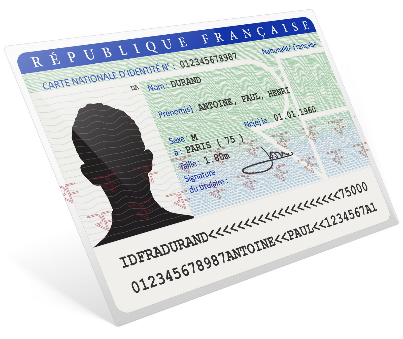 RÉPUBLIQUE FRANÇAISE
CARTE NATIONALE D'IDENTITÉ N° : 012345678987 Nationalité Française
Nom : DURAND
Prénom(s) : ANTOINE, PAUL, HENRI
Sexe : M Né(e) le : 01.01.1960
à : PARIS ( 75 )
Taille : 1.80m
Signature
du titulaire :
IDFRADURAND<<<<<<<<<<<<<<<<<<<<75000
012345678987ANTOINE<<PAUL<<1234567A1